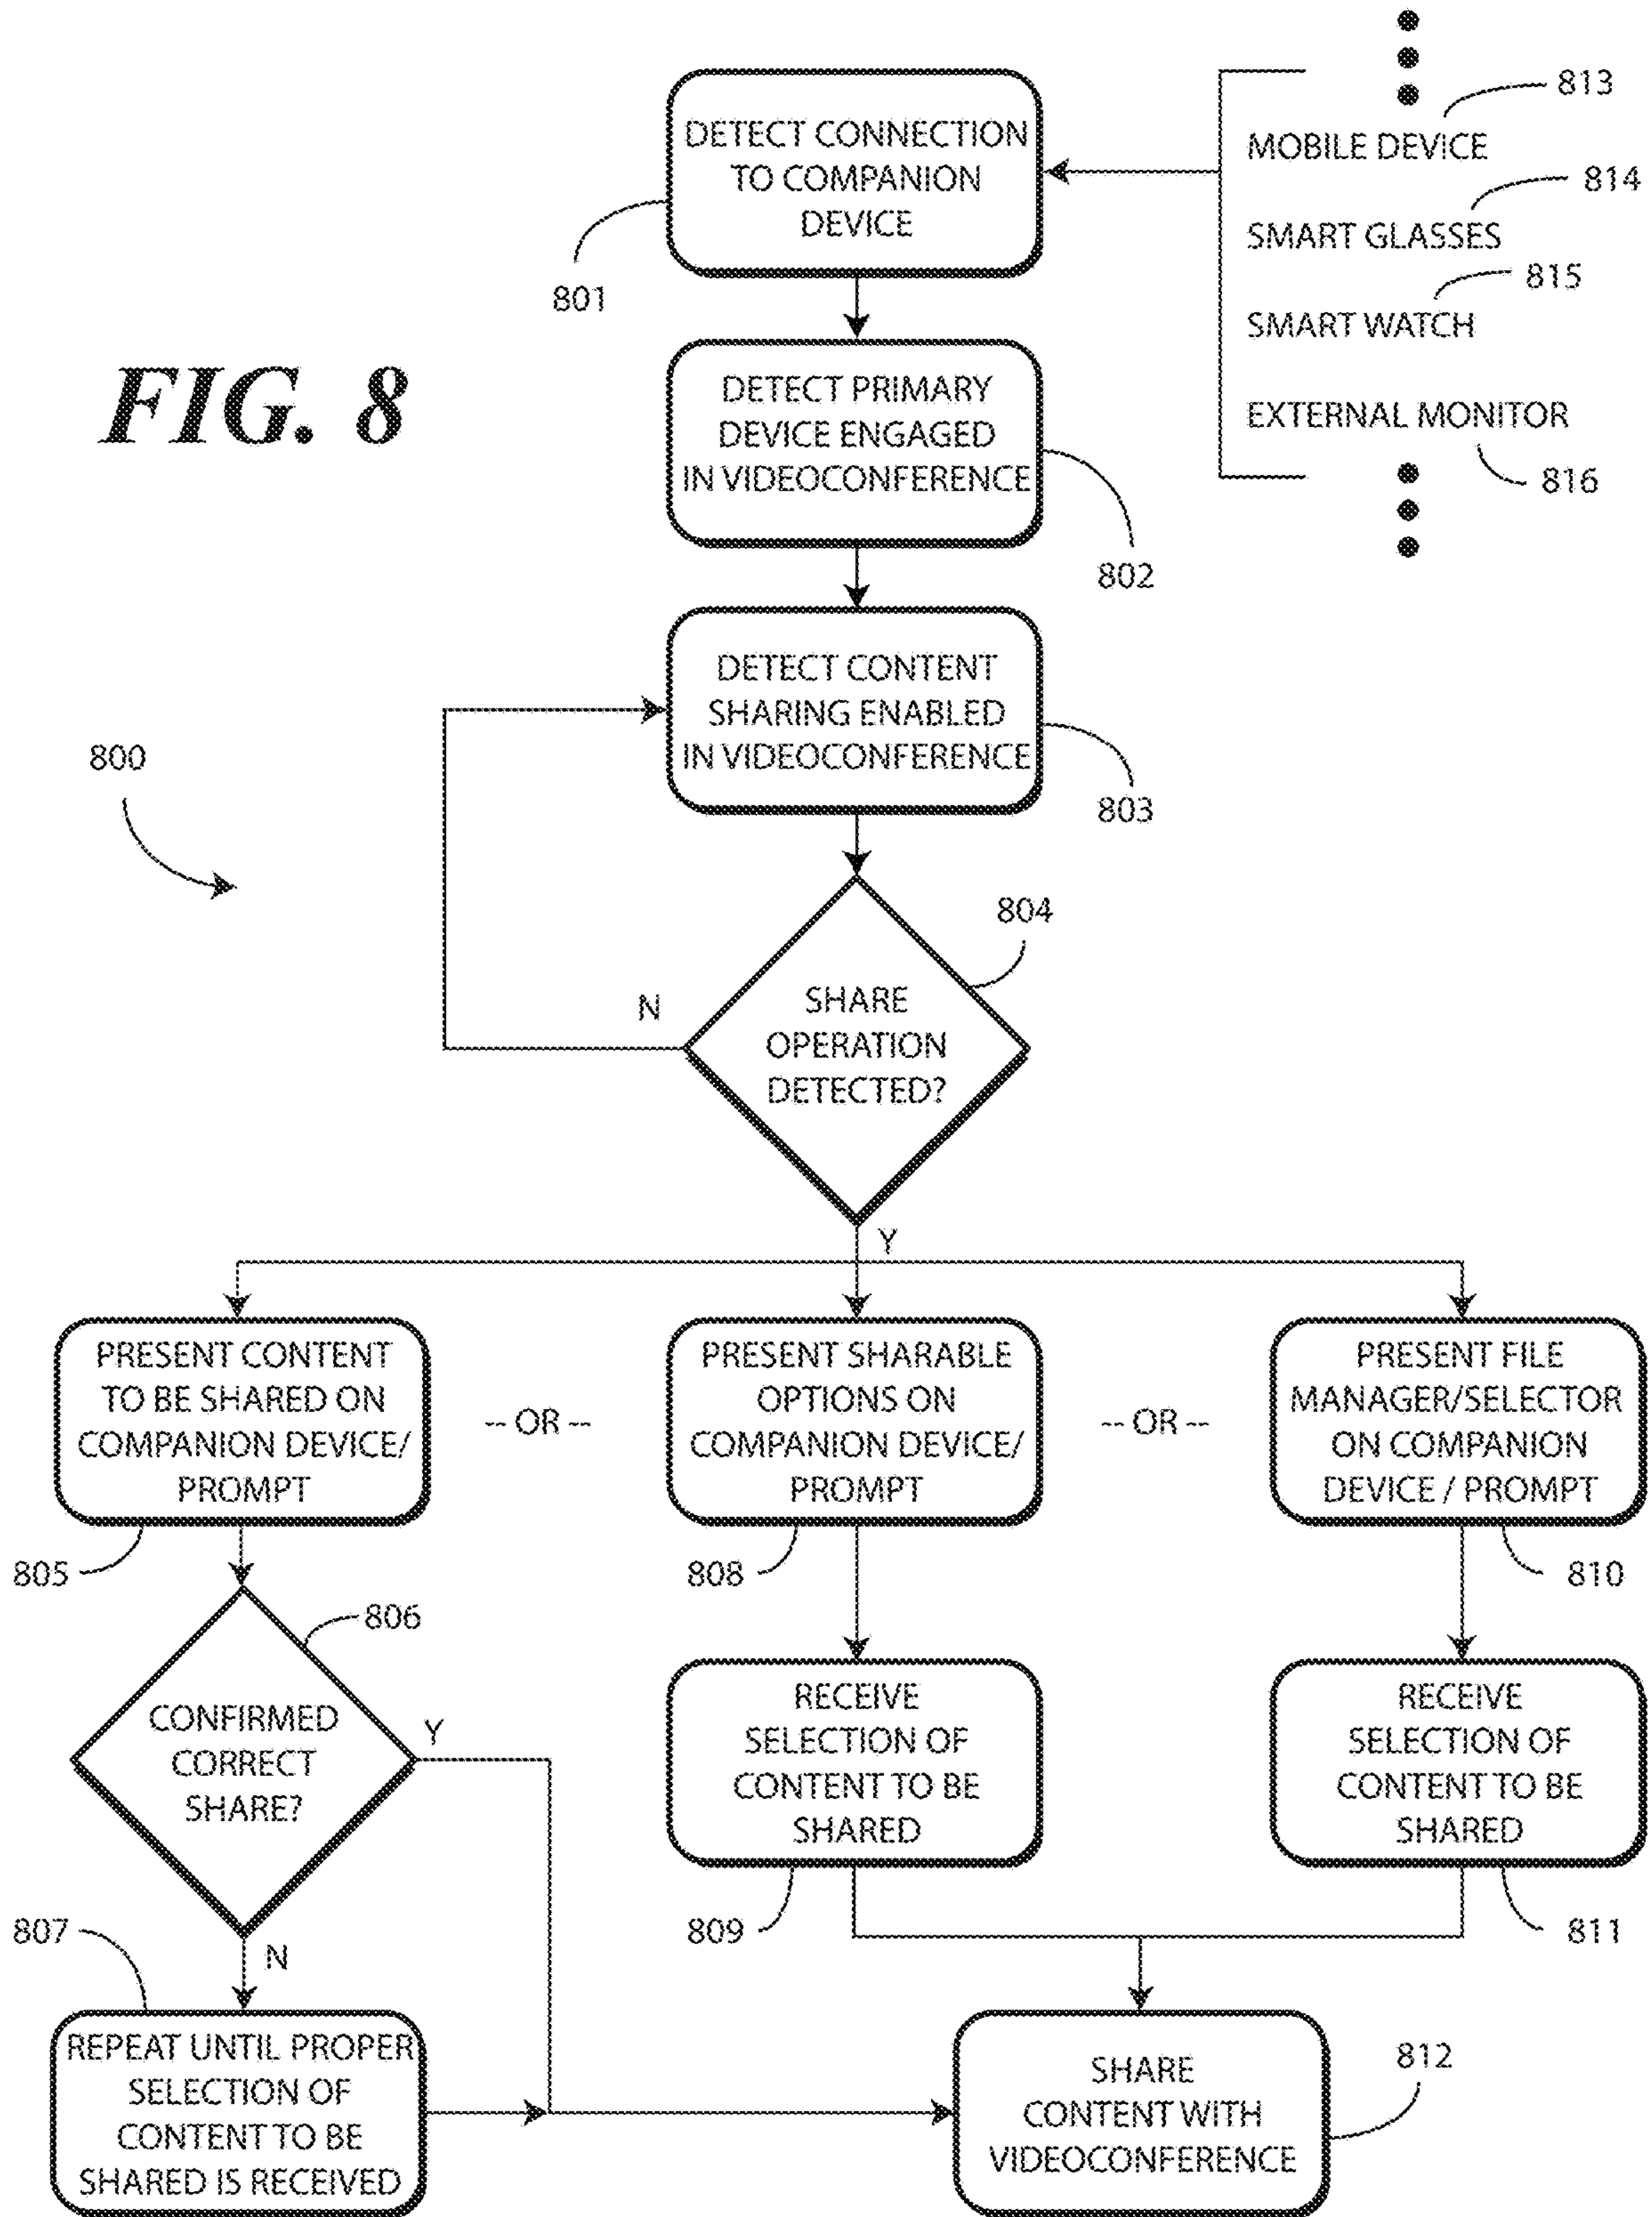 813
DETECT CONNECTION
TO COMPANION
DEVICE
801
MOBILE DEVICE
814
SMART GLASSES
815
SMART WATCH
EXTERNAL MONITOR
816
FIG. 8
DETECT PRIMARY
DEVICE ENGAGED
IN VIDEOCONFERENCE
802
DETECT CONTENT
SHARING ENABLED
IN VIDEOCONFERENCE
803
800
804
N
SHARE
OPERATION
DETECTED?
Y
PRESENT CONTENT
TO BE SHARED ON
COMPANION DEVICE/
PROMPT
805
-- OR --
PRESENT SHARABLE
OPTIONS ON
COMPANION DEVICE/
PROMPT
808
-- OR --
PRESENT FILE
MANAGER/SELECTOR
ON COMPANION
DEVICE / PROMPT
810
806
CONFIRMED
CORRECT
SHARE?
Y
N
RECEIVE
SELECTION OF
CONTENT TO BE
SHARED
809
RECEIVE
SELECTION OF
CONTENT TO BE
SHARED
811
807
REPEAT UNTIL PROPER
SELECTION OF
CONTENT TO BE
SHARED IS RECEIVED
SHARE
CONTENT WITH
VIDEOCONFERENCE
812